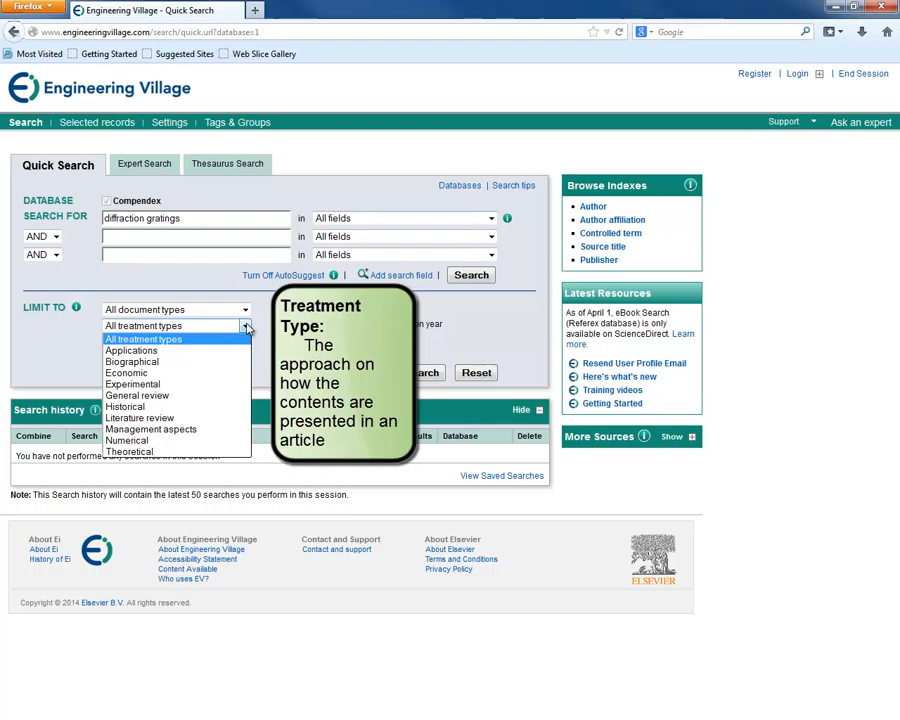 Firefox
Engineering Village - Quick Search
www.engineeringvillage.com/search/quick.url?database=1
Google
Most Visited Getting Started Suggested Sites Web Slice Gallery
Engineering Village
Register | Login | End Session
Search | Selected records | Settings | Tags & Groups
Support Ask an expert
Quick Search Expert Search Thesaurus Search
Databases | Search tips
DATABASE Compendex
SEARCH FOR diffraction gratings in All fields
AND in All fields
AND in All fields
Turn Off AutoSuggest | Add search field | Search
LIMIT TO All document types
All treatment types
All treatment types
Applications
Biographical
Economic
Experimental
General review
Historical
Literature review
Management aspects
Numerical
Theoretical
Treatment
Type:
The
approach on
how the
contents are
presented in an
article
on year
Reset
Search history Hide
Combine Search Database Delete
View Saved Searches
Note: This Search history will contain the latest 50 searches you perform in this session.
Browse Indexes
Author
Author affiliation
Controlled term
Source title
Publisher
Latest Resources
As of April 1, eBook Search
(Referex database) is only
available on ScienceDirect. Learn
more.
Resend User Profile Email
Here's what's new
Training videos
Getting Started
More Sources Show
About Ei
About Ei
History of Ei
About Engineering Village
About Engineering Village
Accessibility Statement
Content Available
Who uses EV?
Contact and Support
Contact and support
About Elsevier
About Elsevier
Terms and Conditions
Privacy Policy
ELSEVIER
Copyright © 2014 Elsevier B.V. All rights reserved.